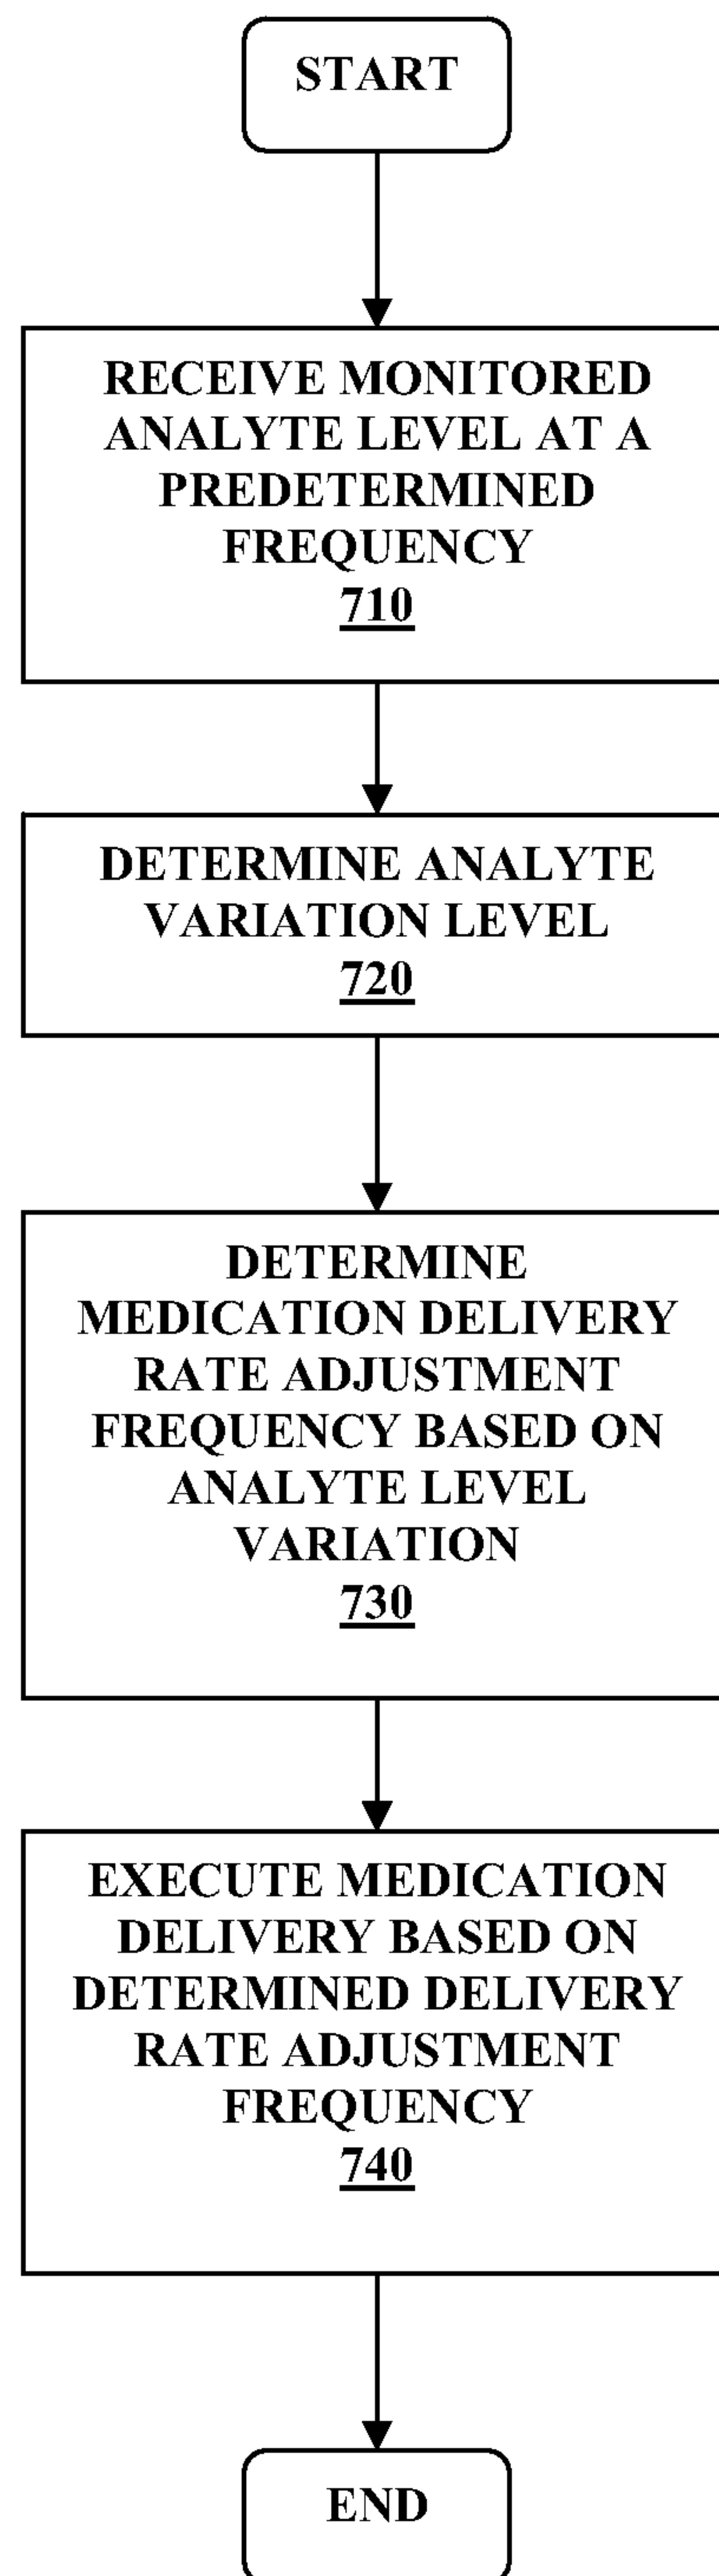 START
RECEIVE MONITORED
ANALYTE LEVEL AT A
PREDETERMINED
FREQUENCY
710
DETERMINE ANALYTE
VARIATION LEVEL
720
DETERMINE
MEDICATION DELIVERY
RATE ADJUSTMENT
FREQUENCY BASED ON
ANALYTE LEVEL
VARIATION
730
EXECUTE MEDICATION
DELIVERY BASED ON
DETERMINED DELIVERY
RATE ADJUSTMENT
FREQUENCY
740
END